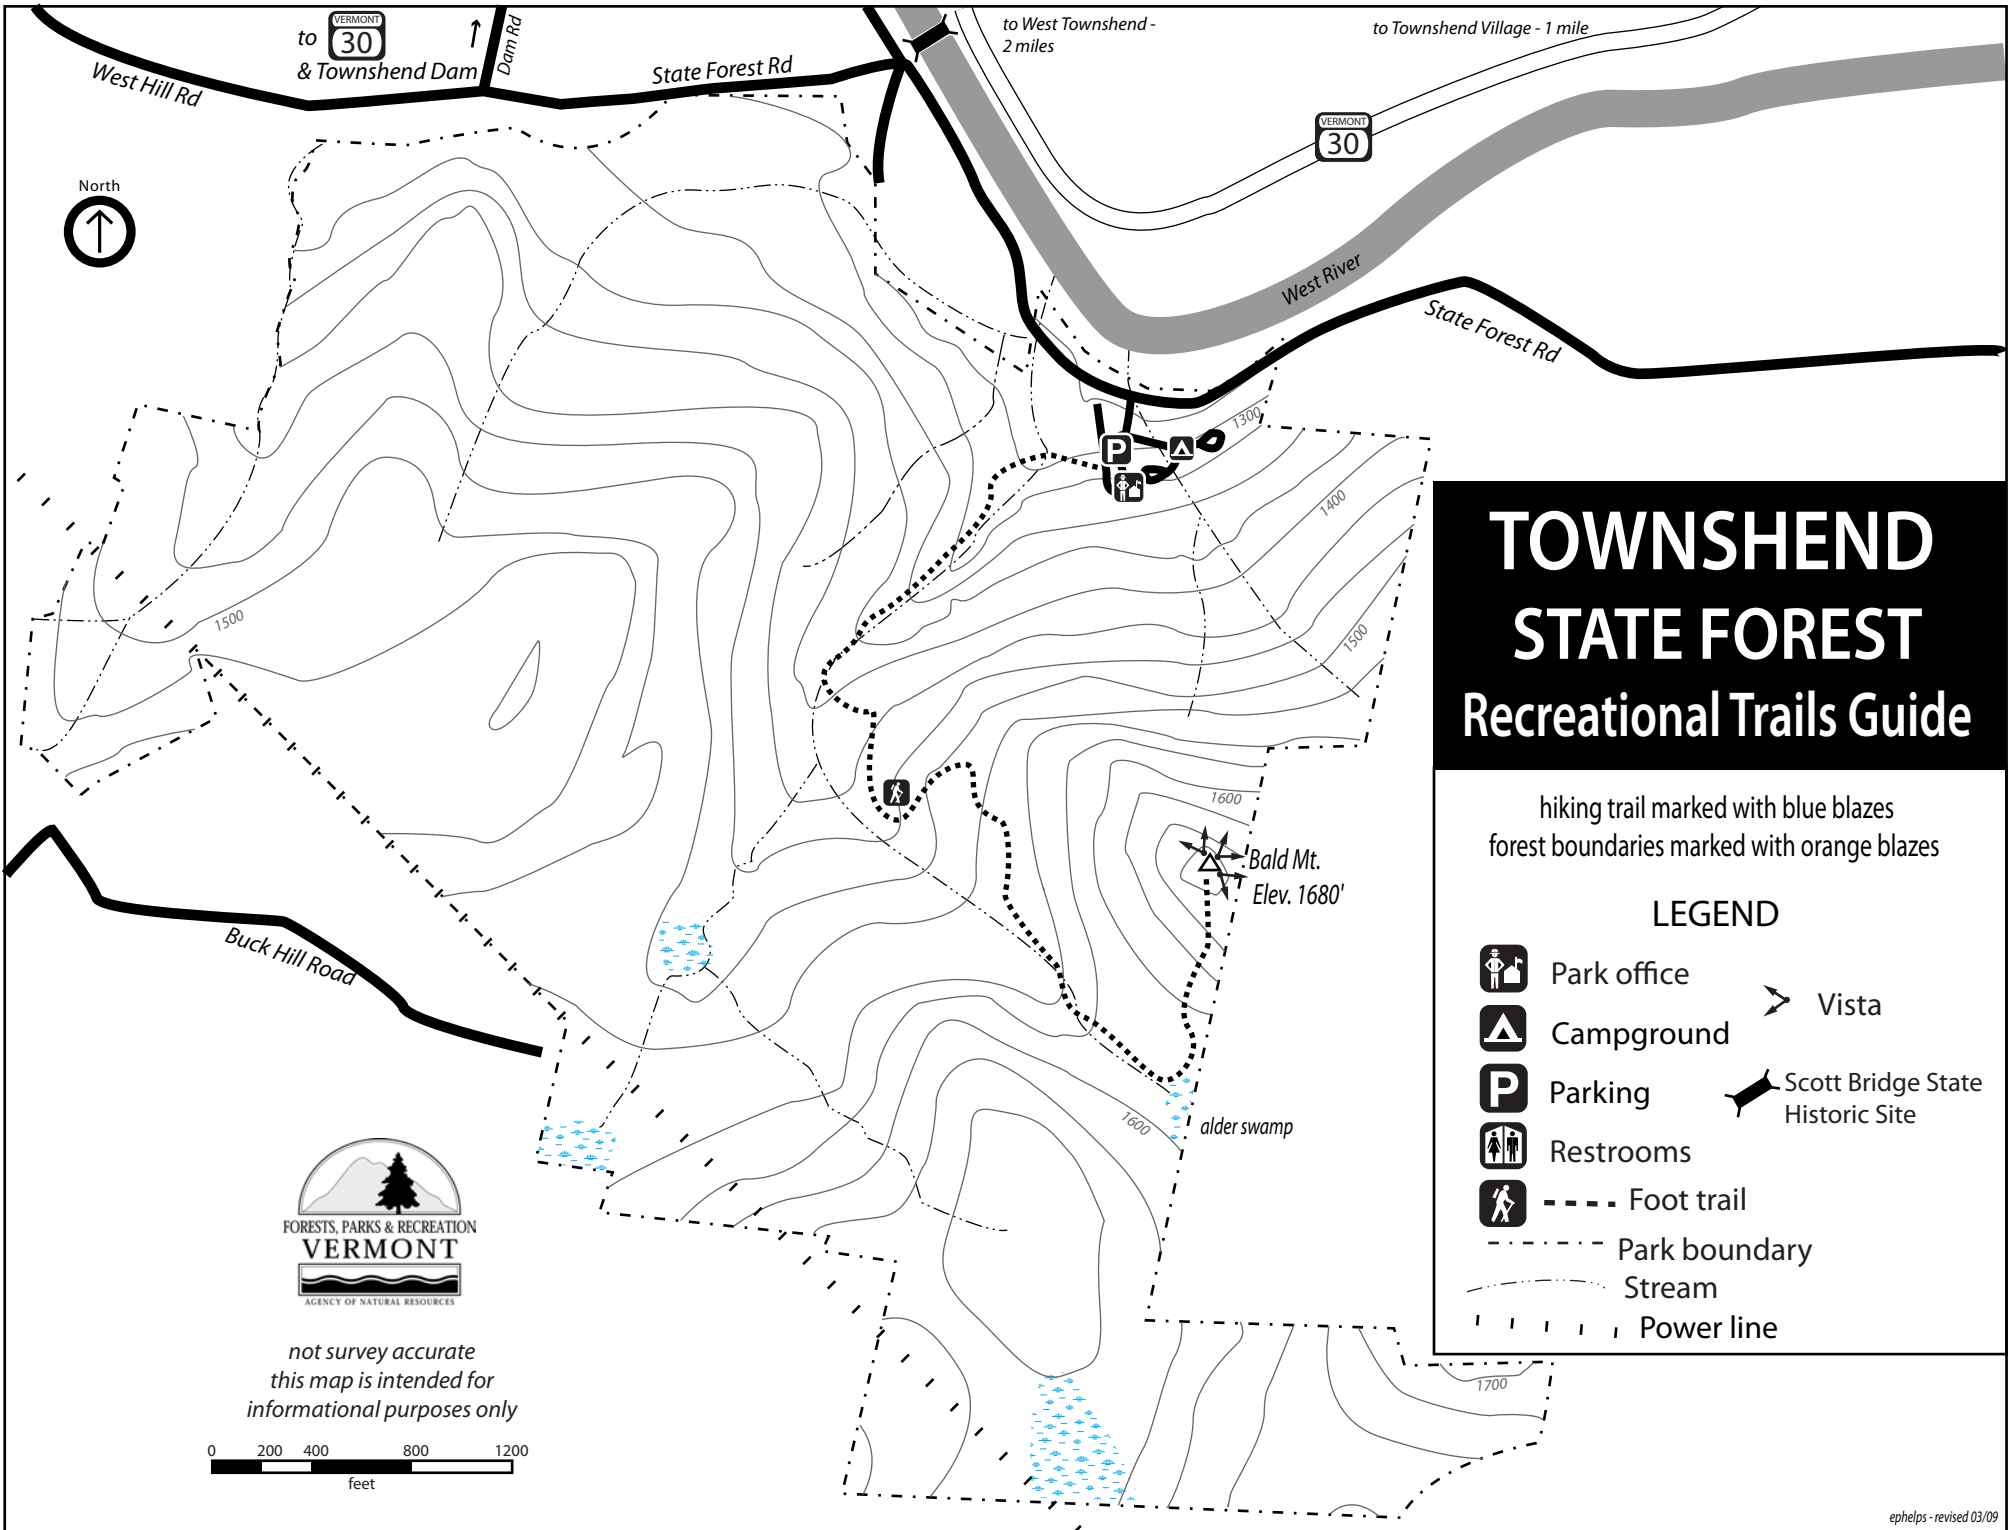 VERMONT
to 30
& Townshend Dam
Dam Rd
West Hill Rd
State Forest Rd
to West Townshend -
2 miles
to Townshend Village - 1 mile
VERMONT
30
North
West River
State Forest Rd
P
1300
1400
1500
1500
1600
Bald Mt.
Elev. 1680'
Buck Hill Road
1600
alder swamp
1700
TOWNSHEND
STATE FOREST
Recreational Trails Guide
hiking trail marked with blue blazes
forest boundaries marked with orange blazes
LEGEND
Park office
Vista
Campground
P Parking
Scott Bridge State
Historic Site
Restrooms
Foot trail
Park boundary
Stream
Power line
FORESTS, PARKS & RECREATION
VERMONT
AGENCY OF NATURAL RESOURCES
not survey accurate
this map is intended for
informational purposes only
0 200 400 800 1200
feet
ephelps - revised 03/09